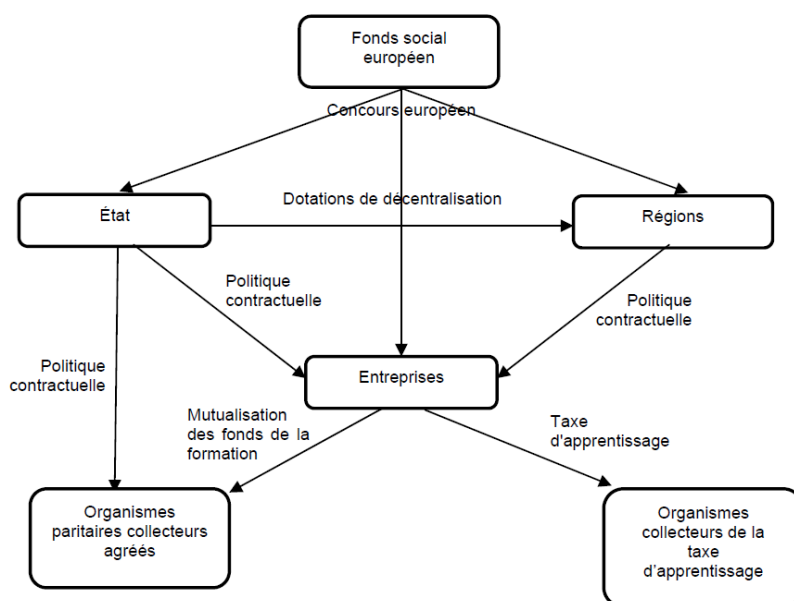 Fonds social
européen
Concours européen
Dotations de décentralisation
État
Régions
Politique
contractuelle
Politique
contractuelle
Politique
contractuelle
Entreprises
Mutualisation
des fonds de la
formation
Taxe
d'apprentissage
Organismes
paritaires collecteurs
agréés
Organismes
collecteurs de la
taxe
d'apprentissage